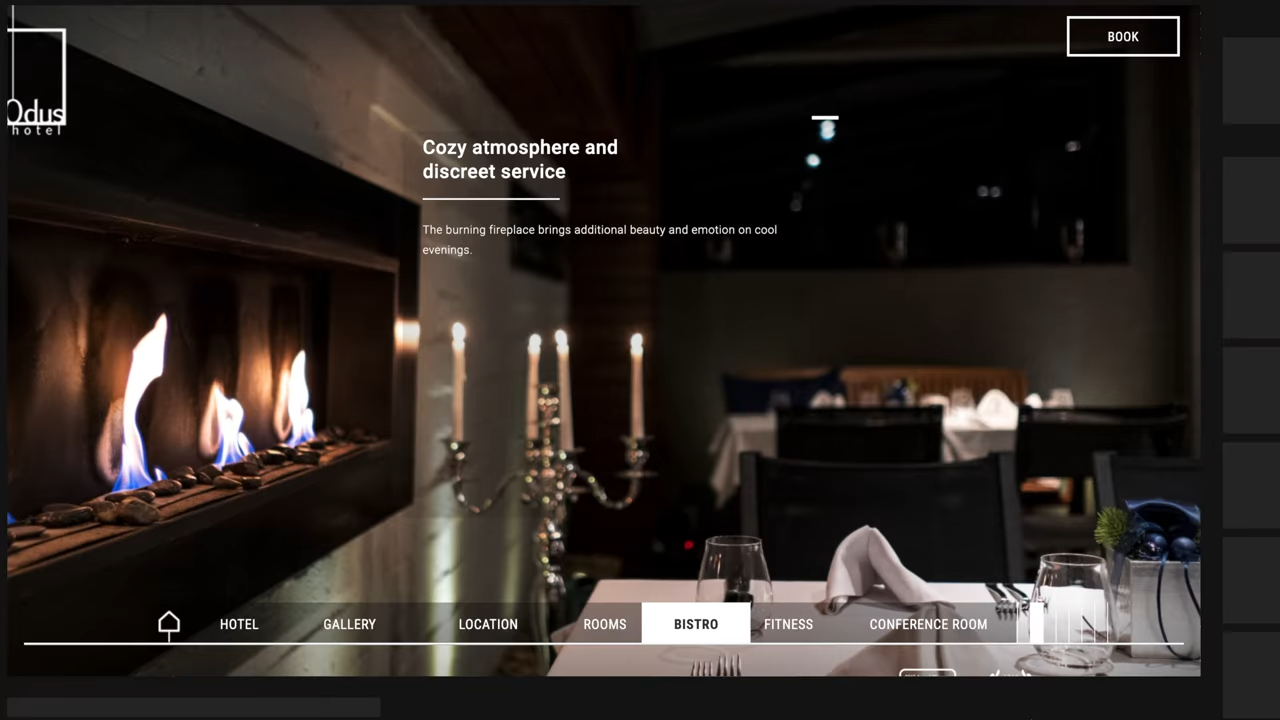 BOOK
Odus
hotel
Cozy atmosphere and
discreet service
The burning fireplace brings additional beauty and emotion on cool
evenings.
HOTEL GALLERY LOCATION ROOMS BISTRO FITNESS CONFERENCE ROOM